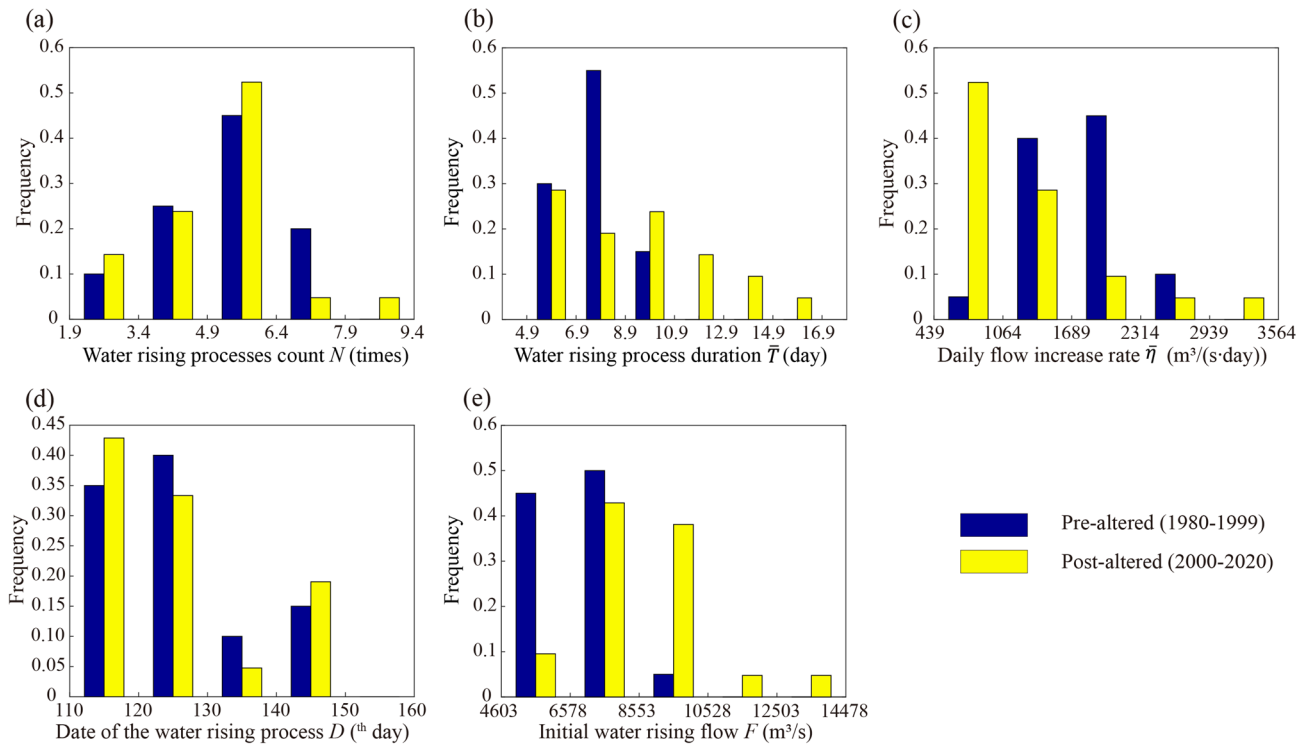 (a)
0.6
0.5
0.4
0.3
0.2
0.1
0
Frequency
1.9 3.4 4.9 6.4 7.9 9.4
Water rising processes count N (times)
(b)
0.6
0.5
0.4
0.3
0.2
0.1
0
Frequency
4.9 6.9 8.9 10.9 12.9 14.9 16.9
Water rising process duration T̄ (day)
(c)
0.6
0.5
0.4
0.3
0.2
0.1
0
Frequency
439 1064 1689 2314 2939 3564
Daily flow increase rate η̄ (m³/(s·day))
(d)
0.45
0.40
0.35
0.30
0.25
0.20
0.15
0.10
0.05
0
Frequency
110 120 130 140 150 160
Date of the water rising process D (ᵗʰ day)
(e)
0.6
0.5
0.4
0.3
0.2
0.1
0
Frequency
4603 6578 8553 10528 12503 14478
Initial water rising flow F (m³/s)
Pre-altered (1980-1999)
Post-altered (2000-2020)